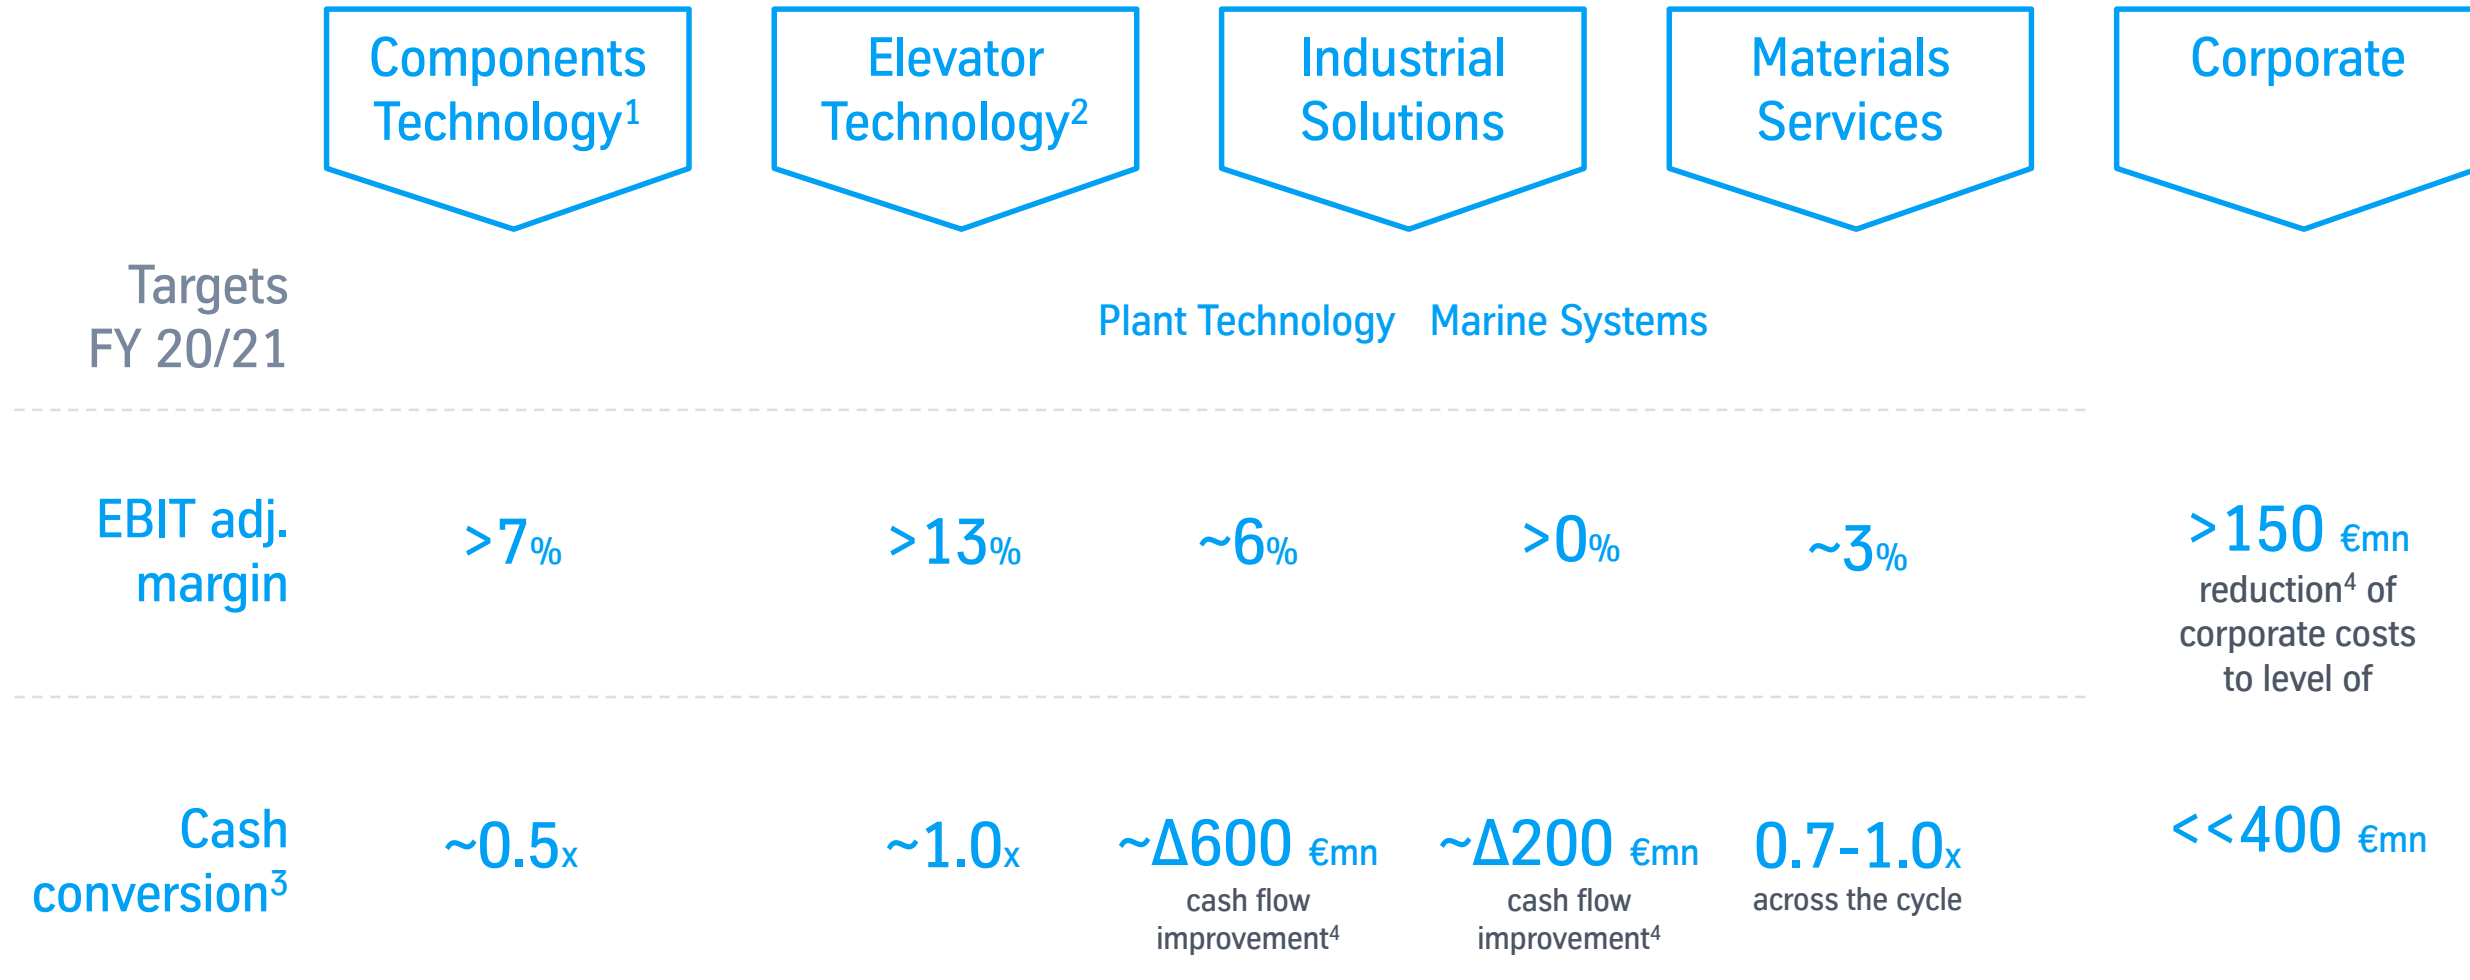 Components
Technology1
Elevator
Technology2
Industrial
Solutions
Materials
Services
Corporate
Targets
FY 20/21
Plant Technology
Marine Systems
EBIT adj.
margin
>7%
>13%
~6%
>0%
~3%
>150 €mn
reduction4 of
corporate costs
to level of
Cash
conversion3
~0.5x
~1.0x
~Δ600 €mn
cash flow
improvement4
~Δ200 €mn
cash flow
improvement4
0.7-1.0x
across the cycle
<<400 €mn